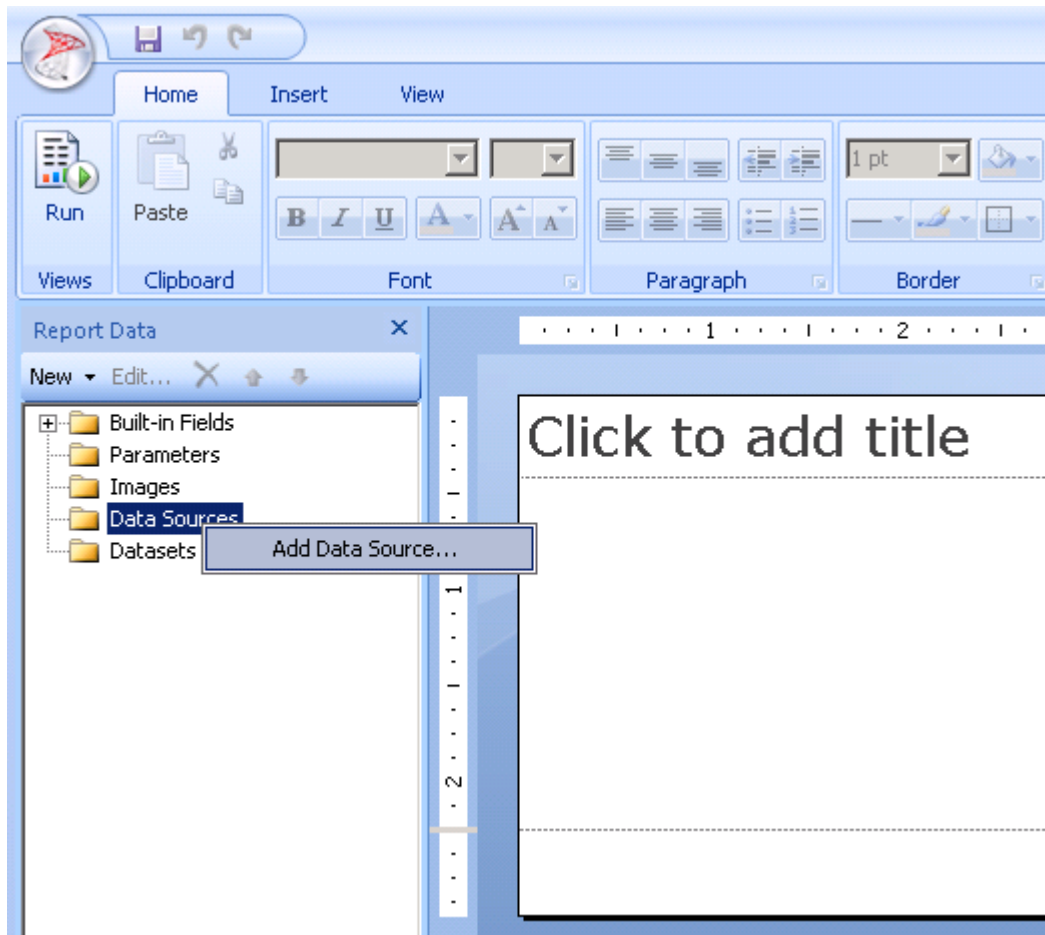 Home Insert View
1 pt
Run Paste B I U A A A
Views Clipboard Font Paragraph Border
Report Data
1 2
New Edit...
Built-in Fields
Click to add title
Parameters
Images
Data Sources
Add Data Source...
Datasets
1
2